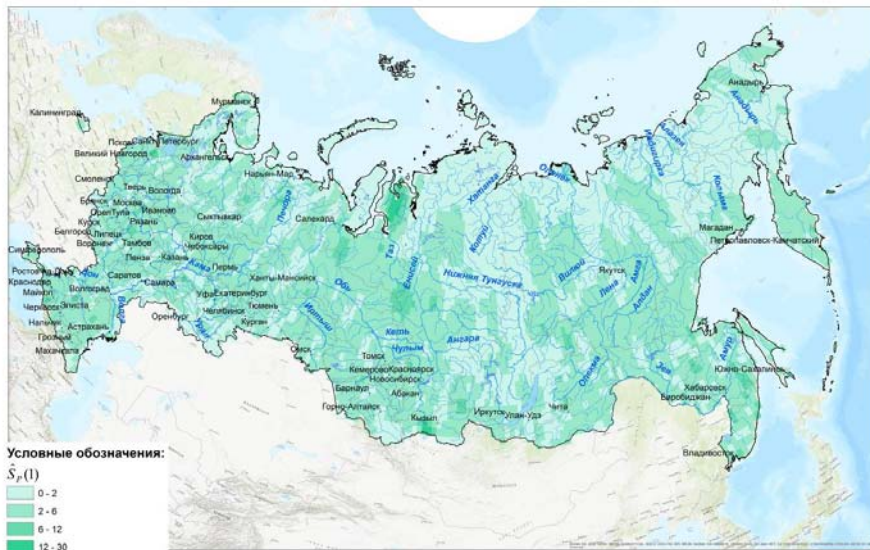 Анадырь
Анадырь
Мурманск
Калининград
Псков
Санкт-Петербург
Алазея
Великий Новгород
Архангельск
Индигирка
Оленек
Смоленск
Нарьян-Мар
Хатанга
Тверь
Вологда
Колыма
Брянск
Москва
Печора
Орел
Тула
Иваново
Сыктывкар
Салехард
Котуй
Магадан
Курск
Рязань
Белгород
Липецк
Киров
Таз
Петропавловск-Камчатский
Симферополь
Воронеж
Тамбов
Чебоксары
Вилюй
Якутск
Амга
Пенза
Казань
Кама
Пермь
Енисей
Нижняя Тунгуска
Ростов-на-Дону
Дон
Саратов
Ханты-Мансийск
Обь
Лена
Алдан
Краснодар
Волгоград
Самара
Уфа
Екатеринбург
Майкоп
Волга
Тюмень
Иртыш
Черкесск
Элиста
Оренбург
Челябинск
Урал
Курган
Кеть
Ангара
Амур
Нальчик
Астрахань
Чулым
Грозный
Омск
Томск
Олекма
Зея
Южно-Сахалинск
Махачкала
Кемерово
Красноярск
Хабаровск
Новосибирск
Биробиджан
Барнаул
Абакан
Горно-Алтайск
Кызыл
Иркутск
Улан-Удэ
Чита
Владивосток
Условные обозначения:
Ŝ_F(1)
0 - 2
2 - 6
6 - 12
12 - 30